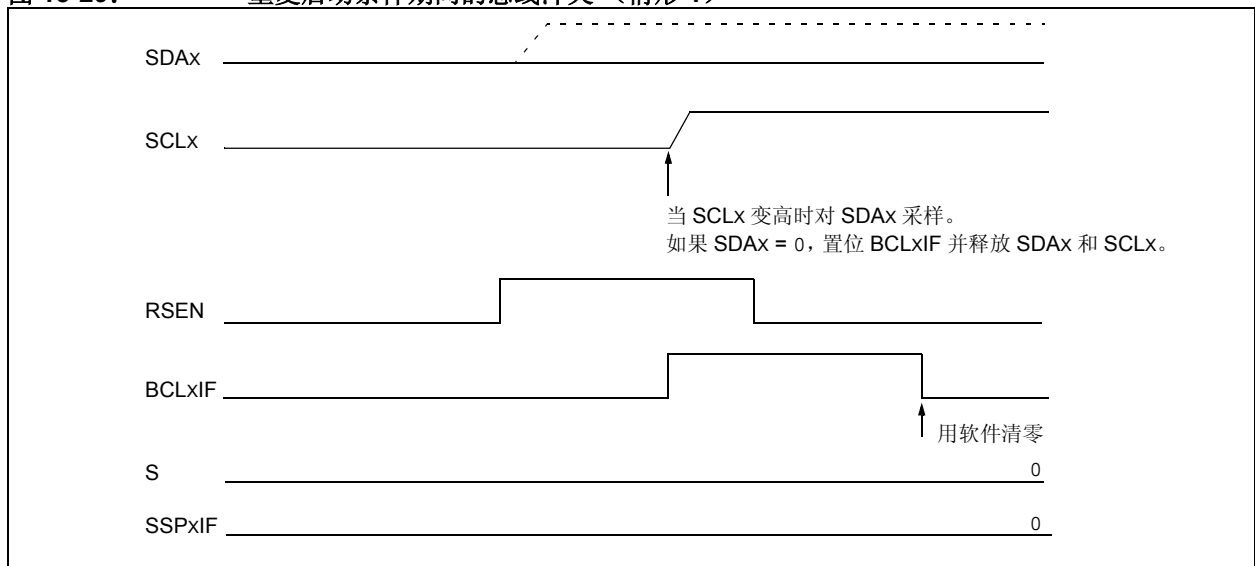 SDAx
SCLx
当 SCLx 变高时对 SDAx 采样。
如果 SDAx = 0，置位 BCLxIF 并释放 SDAx 和 SCLx。
RSEN
BCLxIF
用软件清零
S
0
SSPxIF
0